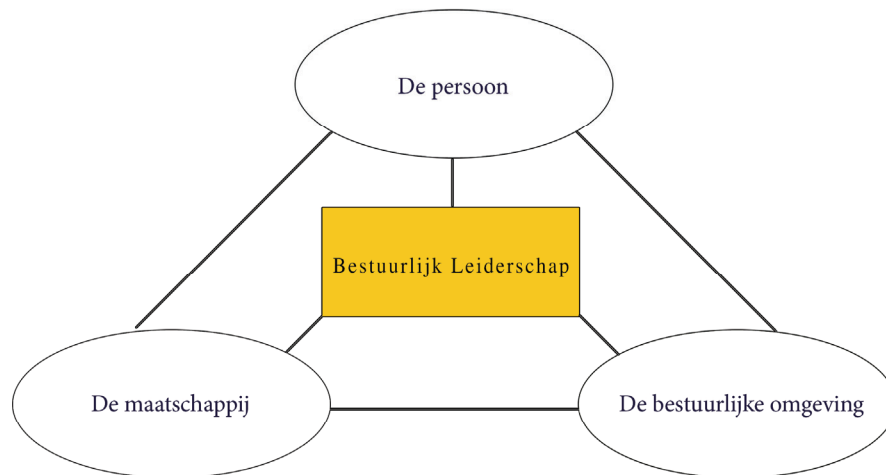 De persoon
Bestuurlijk Leiderschap
De maatschappij
De bestuurlijke omgeving